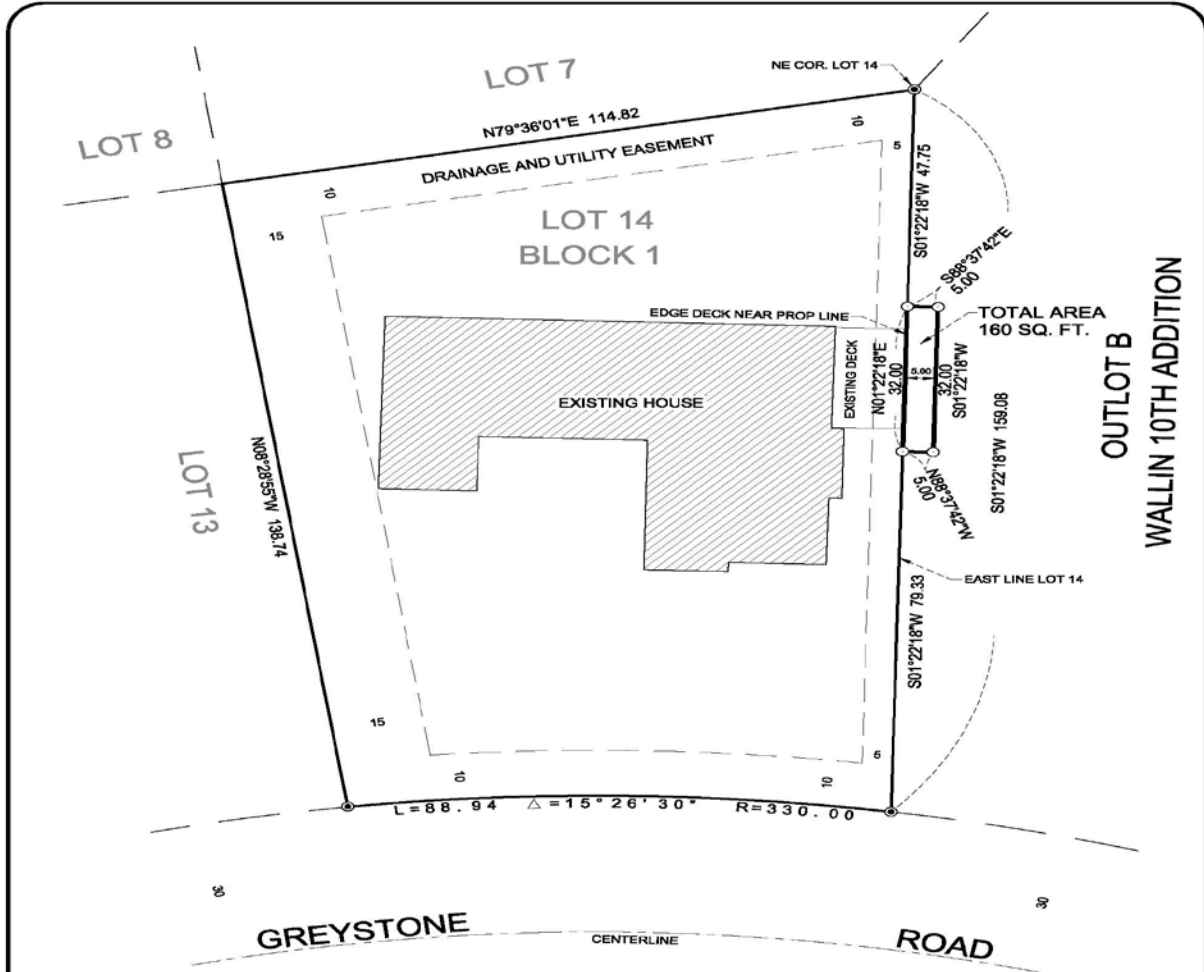 NE COR. LOT 14
LOT 7
LOT 8
N79°36'01"E 114.82
DRAINAGE AND UTILITY EASEMENT
10
10
5
15
LOT 14
BLOCK 1
S01°22'18"W 47.75
S88°37'42"E
5.00
EDGE DECK NEAR PROP LINE
TOTAL AREA
160 SQ. FT.
EXISTING DECK
N01°22'18"E
32.00
5.00
32.00
S01°22'18"W
EXISTING HOUSE
OUTLOT B
WALLIN 10TH ADDITION
S01°22'18"W 159.08
LOT 13
N08°28'55"W 138.74
N88°37'42"W
5.00
EAST LINE LOT 14
S01°22'18"W 79.33
15
5
10
10
L=88.94 △=15°26'30" R=330.00
30
30
GREYSTONE ROAD
CENTERLINE